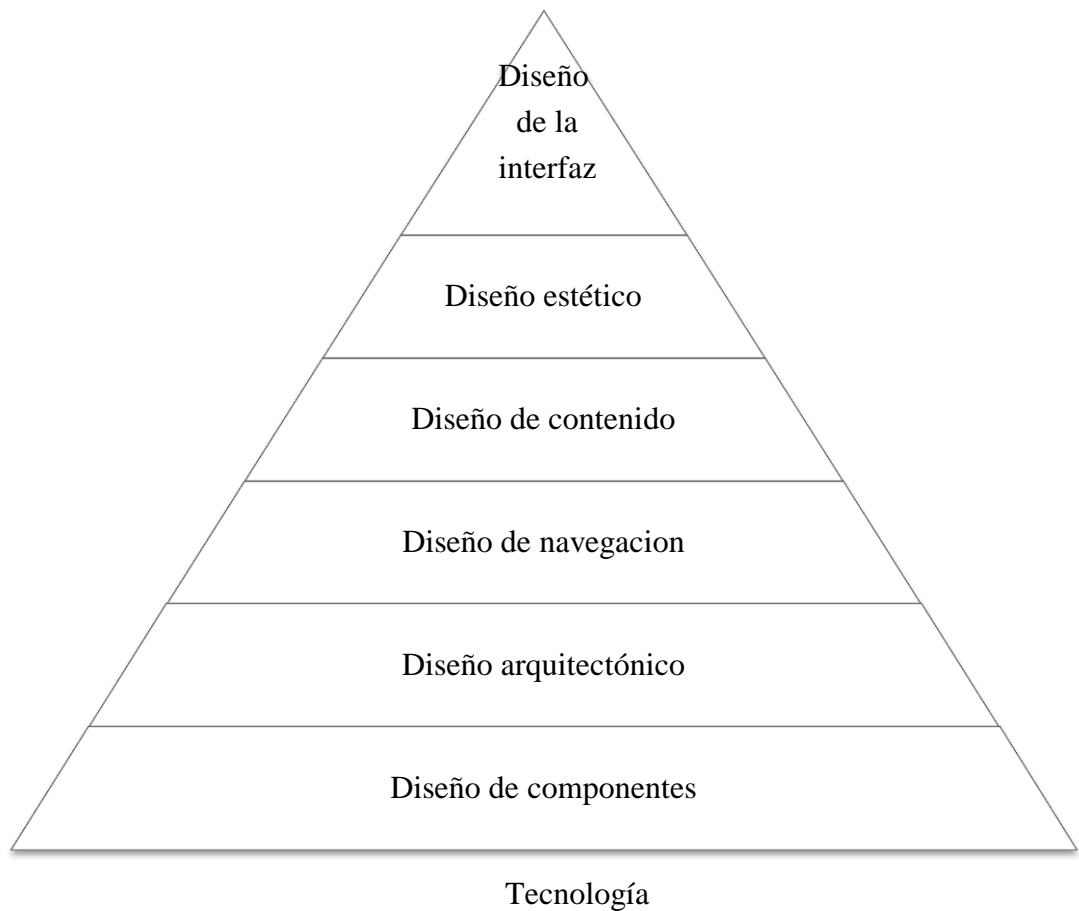 Diseño
de la
interfaz
Diseño estético
Diseño de contenido
Diseño de navegacion
Diseño arquitectónico
Diseño de componentes
Tecnología